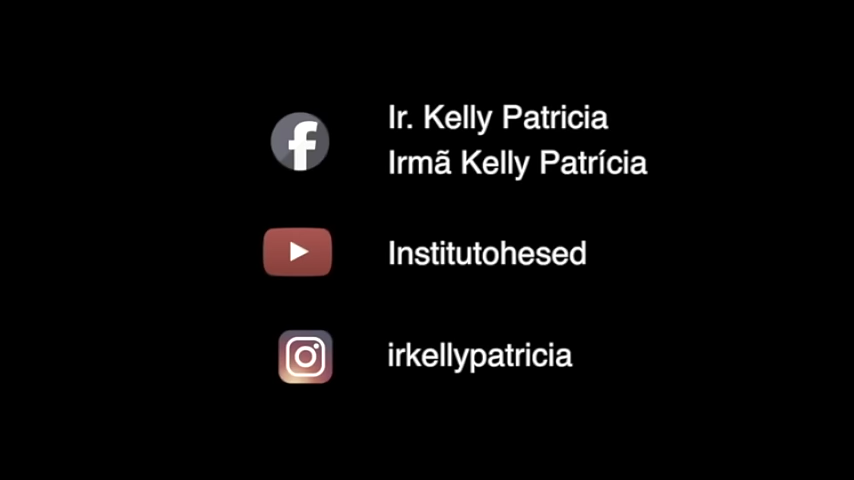 Ir. Kelly Patricia
Irmã Kelly Patrícia
Institutohesed
irkellypatricia